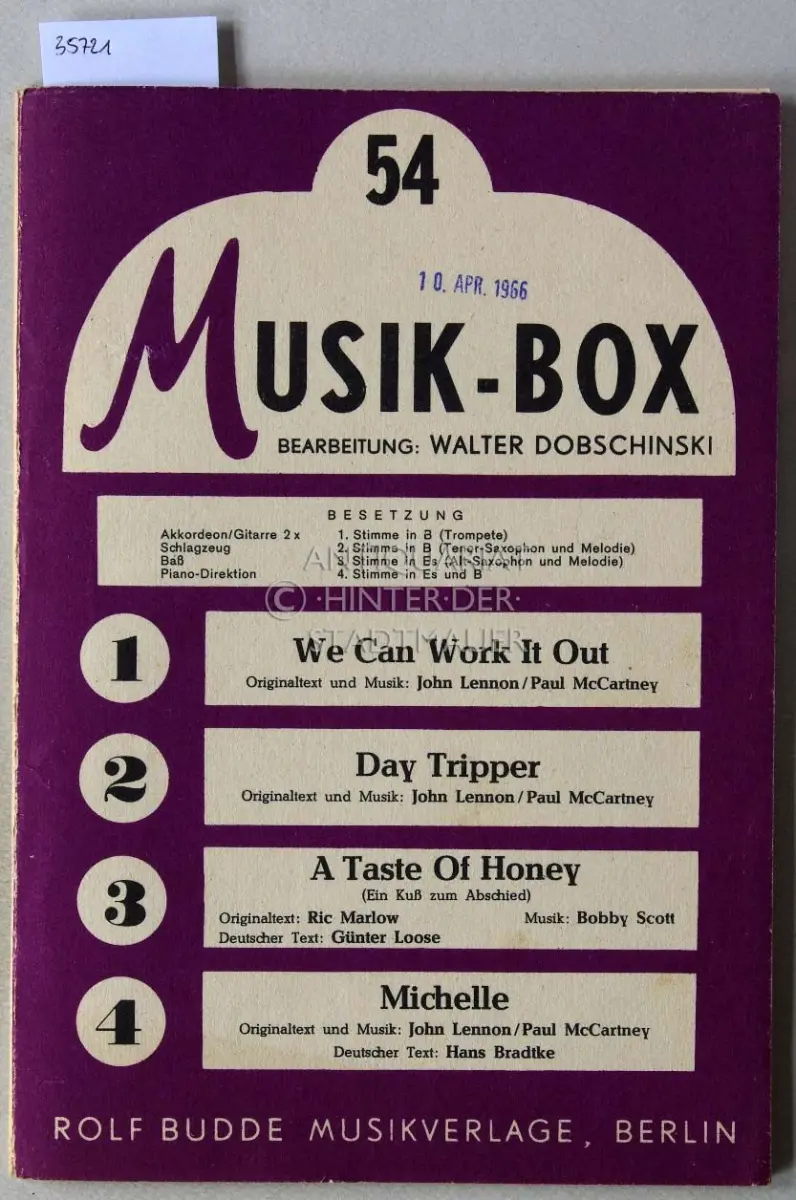 35721
54
10. APR. 1966
MUSIK-BOX
BEARBEITUNG: WALTER DOBSCHINSKI
BESETZUNG
Akkordeon/Gitarre 2 x 1. Stimme in B (Trompete)
Schlagzeug 2. Stimme in B (Tenor-Saxophon und Melodie)
Baß 3. Stimme in Es (Alt-Saxophon und Melodie)
Piano-Direktion 4. Stimme in Es und B
ANTIQUARIAT
© ·HINTER·DER·
STADTMAUER
1 We Can Work It Out
Originaltext und Musik: John Lennon/Paul McCartney
2 Day Tripper
Originaltext und Musik: John Lennon/Paul McCartney
3 A Taste Of Honey
(Ein Kuß zum Abschied)
Originaltext: Ric Marlow Musik: Bobby Scott
Deutscher Text: Günter Loose
4 Michelle
Originaltext und Musik: John Lennon/Paul McCartney
Deutscher Text: Hans Bradtke
ROLF BUDDE MUSIKVERLAGE, BERLIN